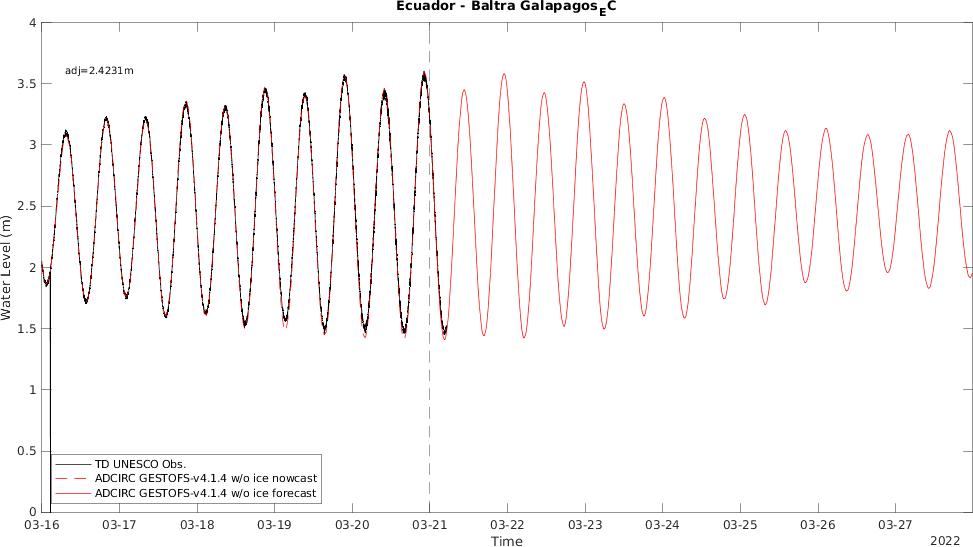 Ecuador - Baltra Galapagos_EC
adj=2.4231m
Water Level (m)
4
3.5
3
2.5
2
1.5
1
0.5
0
TD UNESCO Obs.
ADCIRC GESTOFS-v4.1.4 w/o ice nowcast
ADCIRC GESTOFS-v4.1.4 w/o ice forecast
03-16 03-17 03-18 03-19 03-20 03-21 03-22 03-23 03-24 03-25 03-26 03-27
Time
2022